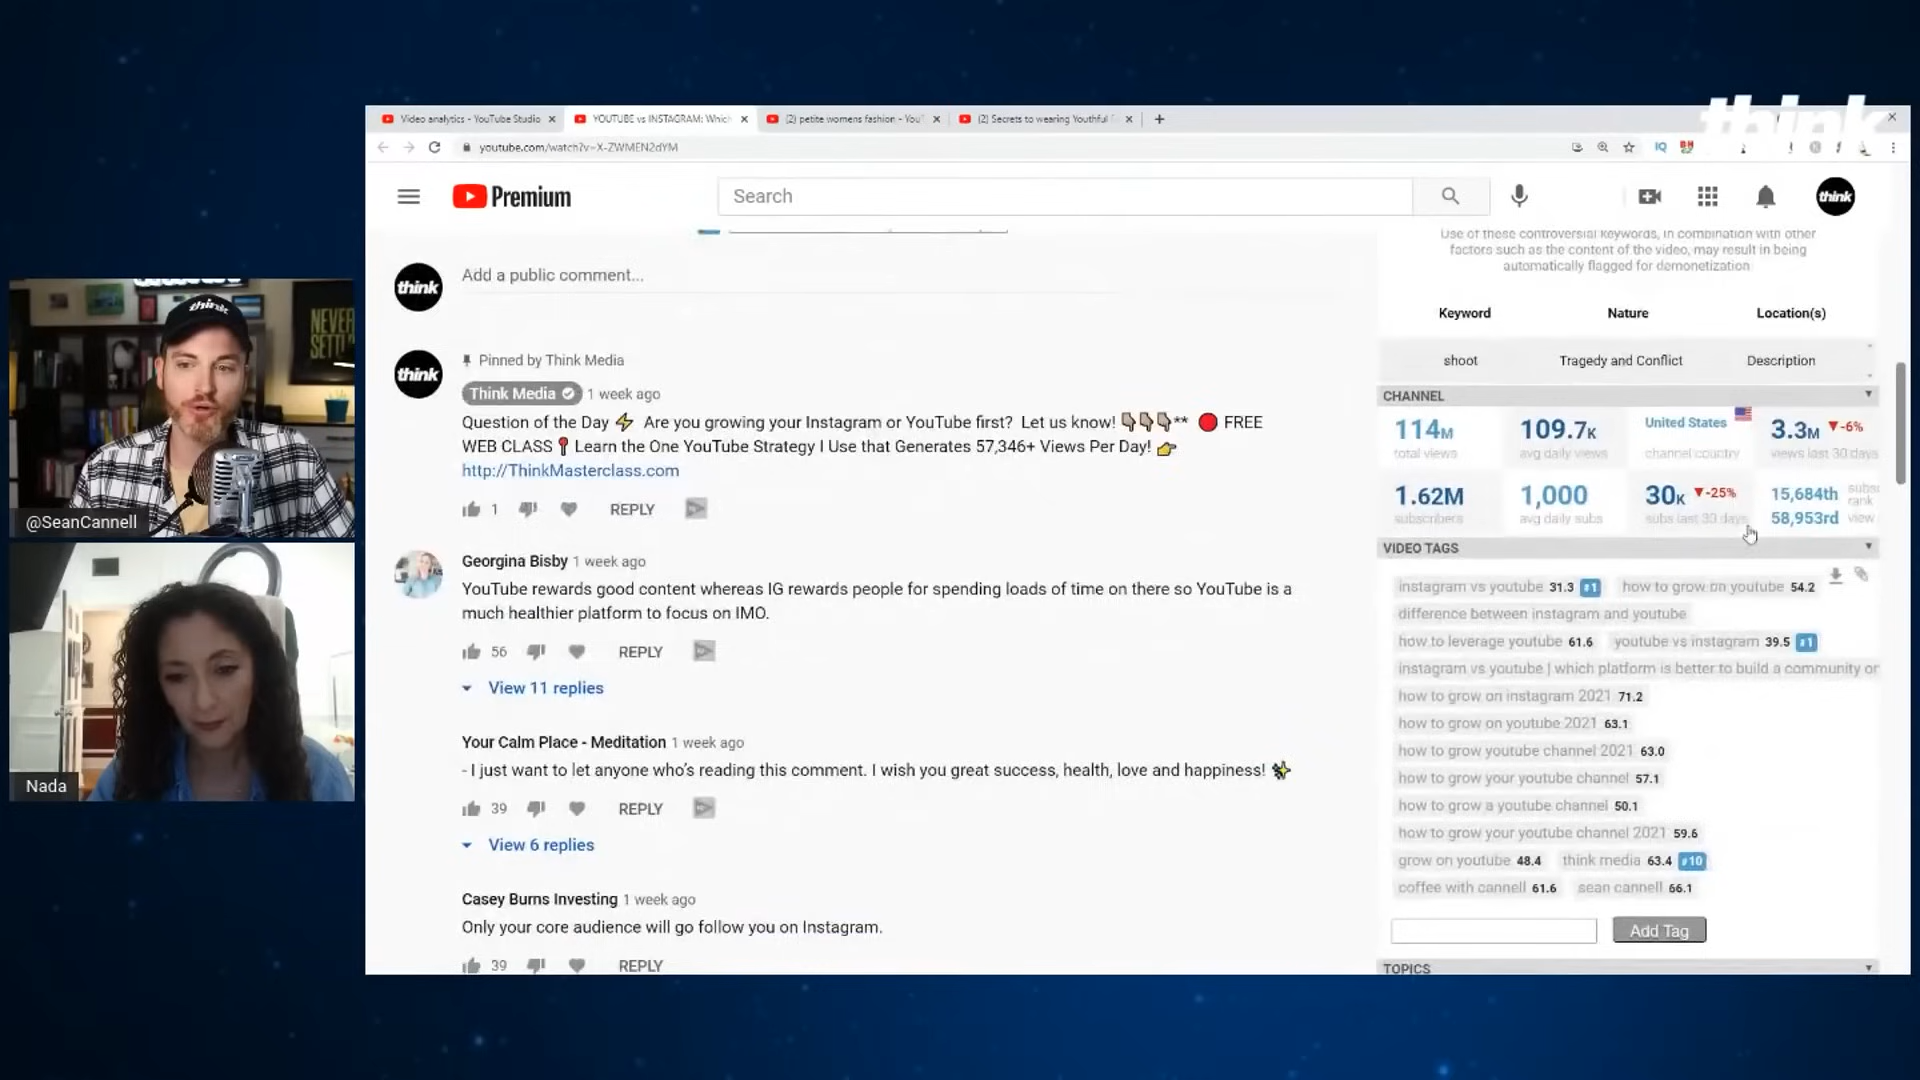 think
Video analytics - YouTube Studio
YOUTUBE vs INSTAGRAM: Which
(2) petite womens fashion - YouT
(2) Secrets to wearing Youthful
youtube.com/watch?v=X-ZWMEN2dYM
IQ
Premium
Search
think
Add a public comment...
think
Pinned by Think Media
think
Think Media 1 week ago
Question of the Day ⚡ Are you growing your Instagram or YouTube first? Let us know! 👇👇👇** 🔴 FREE
WEB CLASS📍Learn the One YouTube Strategy I Use that Generates 57,346+ Views Per Day! 👉
http://ThinkMasterclass.com
1 REPLY
Georgina Bisby 1 week ago
YouTube rewards good content whereas IG rewards people for spending loads of time on there so YouTube is a
much healthier platform to focus on IMO.
56 REPLY
View 11 replies
Your Calm Place - Meditation 1 week ago
- I just want to let anyone who's reading this comment. I wish you great success, health, love and happiness! ✨
39 REPLY
View 6 replies
Casey Burns Investing 1 week ago
Only your core audience will go follow you on Instagram.
39 REPLY
Use of these controversial keywords, in combination with other
factors such as the content of the video, may result in being
automatically flagged for demonetization
Keyword Nature Location(s)
shoot Tragedy and Conflict Description
CHANNEL
114M 109.7K United States 3.3M ▼-6%
total views avg daily views channel country views last 30 days
1.62M 1,000 30K ▼-25% 15,684th subs rank
subscribers avg daily subs subs last 30 days 58,953rd view
VIDEO TAGS
instagram vs youtube 31.3 #1 how to grow on youtube 54.2
difference between instagram and youtube
how to leverage youtube 61.6 youtube vs instagram 39.5 #1
instagram vs youtube | which platform is better to build a community or
how to grow on instagram 2021 71.2
how to grow on youtube 2021 63.1
how to grow youtube channel 2021 63.0
how to grow your youtube channel 57.1
how to grow a youtube channel 50.1
how to grow your youtube channel 2021 59.6
grow on youtube 48.4 think media 63.4 #10
coffee with cannell 61.6 sean cannell 66.1
Add Tag
TOPICS
think
NEVER
SETTL
@SeanCannell
Nada